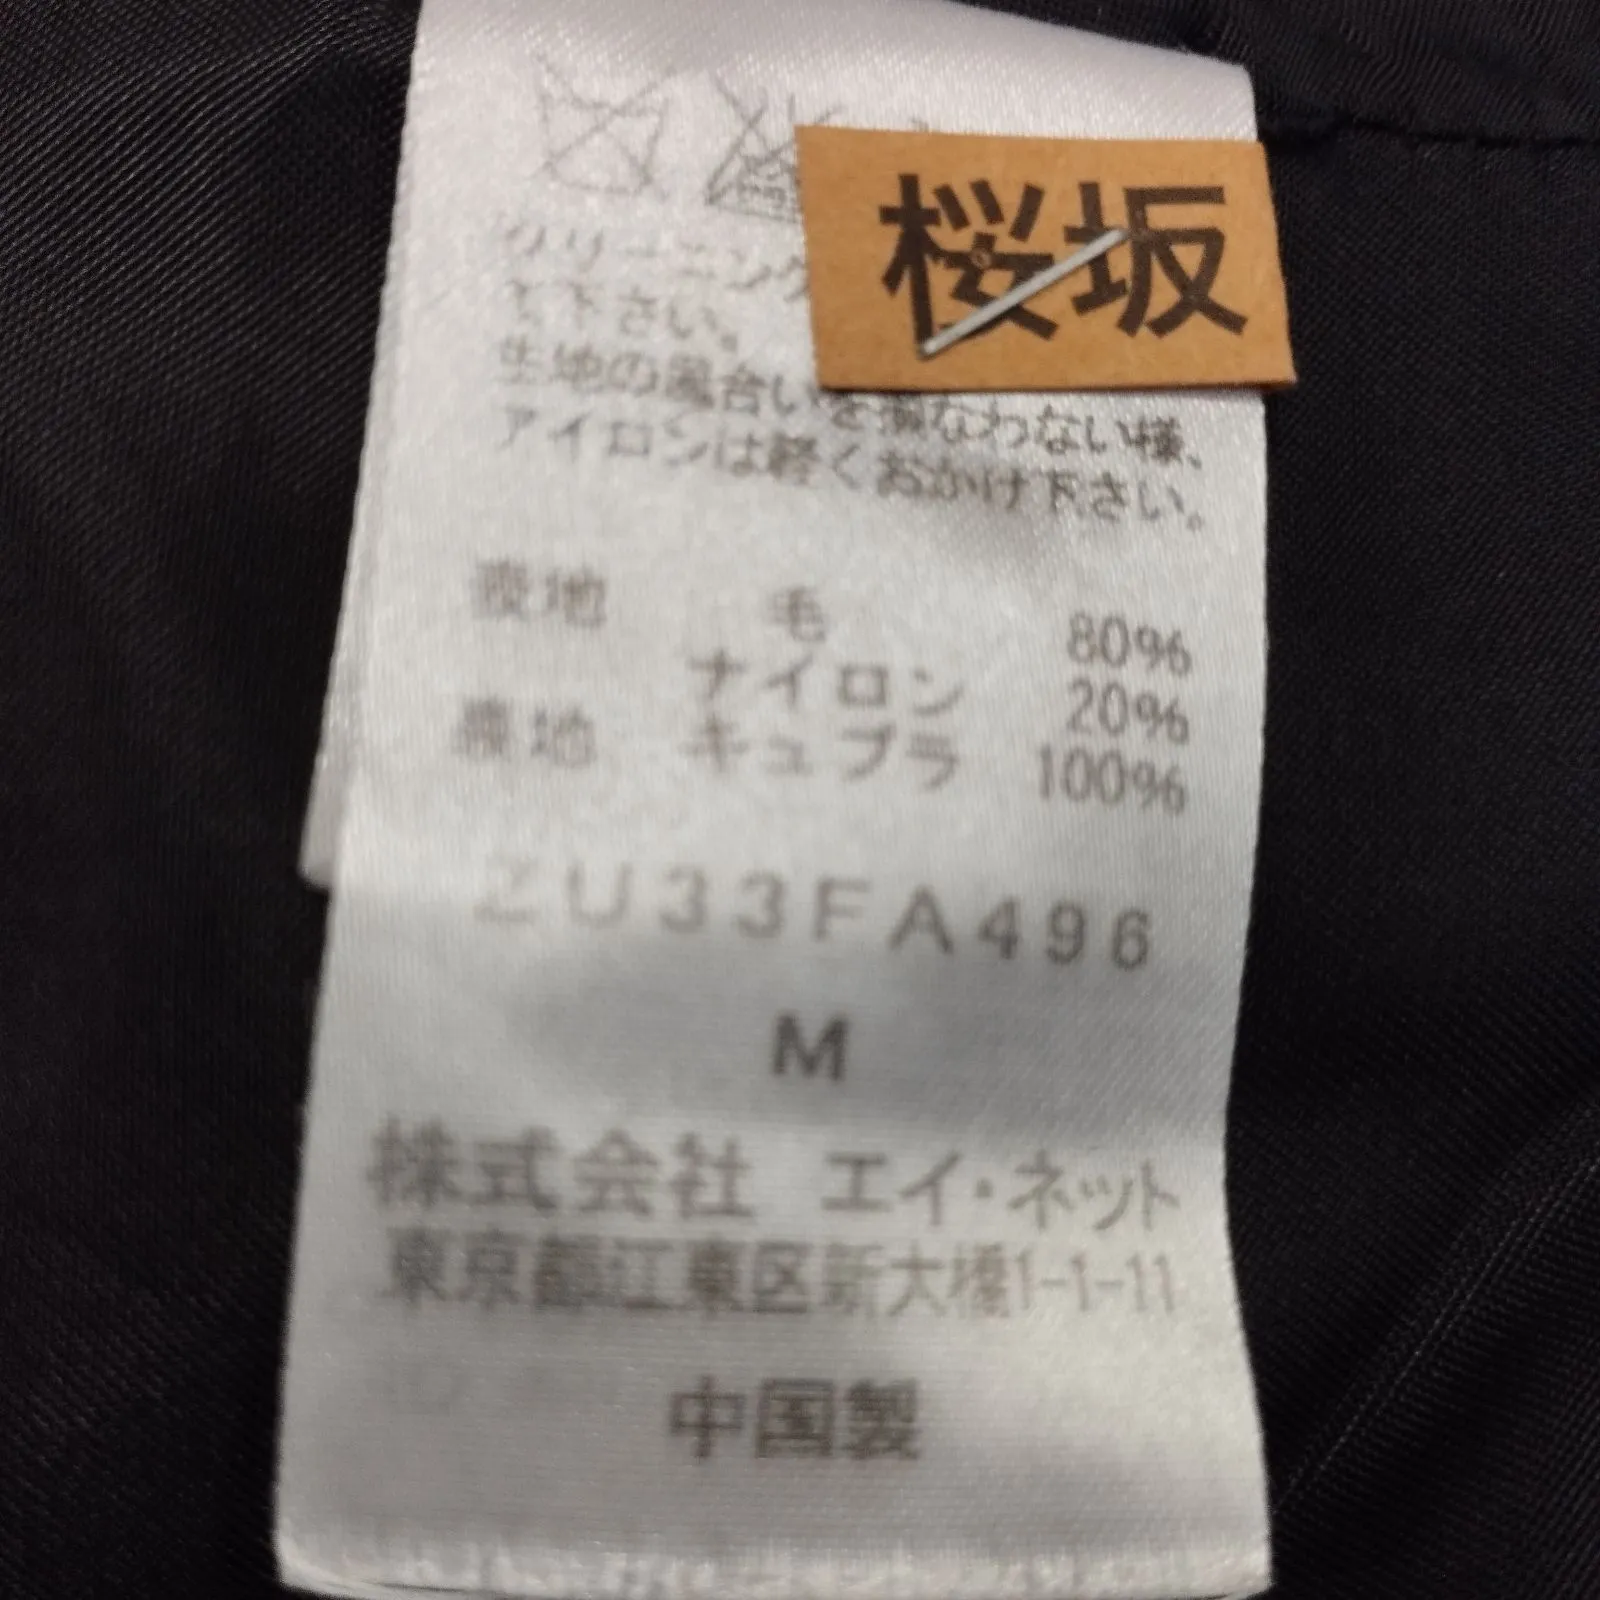 桜坂
クリーニング
て下さい。
生地の風合いを損なわない様、
アイロンは軽くおかけ下さい。
表地 毛 80%
ナイロン 20%
裏地 キュプラ 100%
ZU33FA496
M
株式会社 エイ・ネット
東京都江東区新大橋1-1-11
中国製